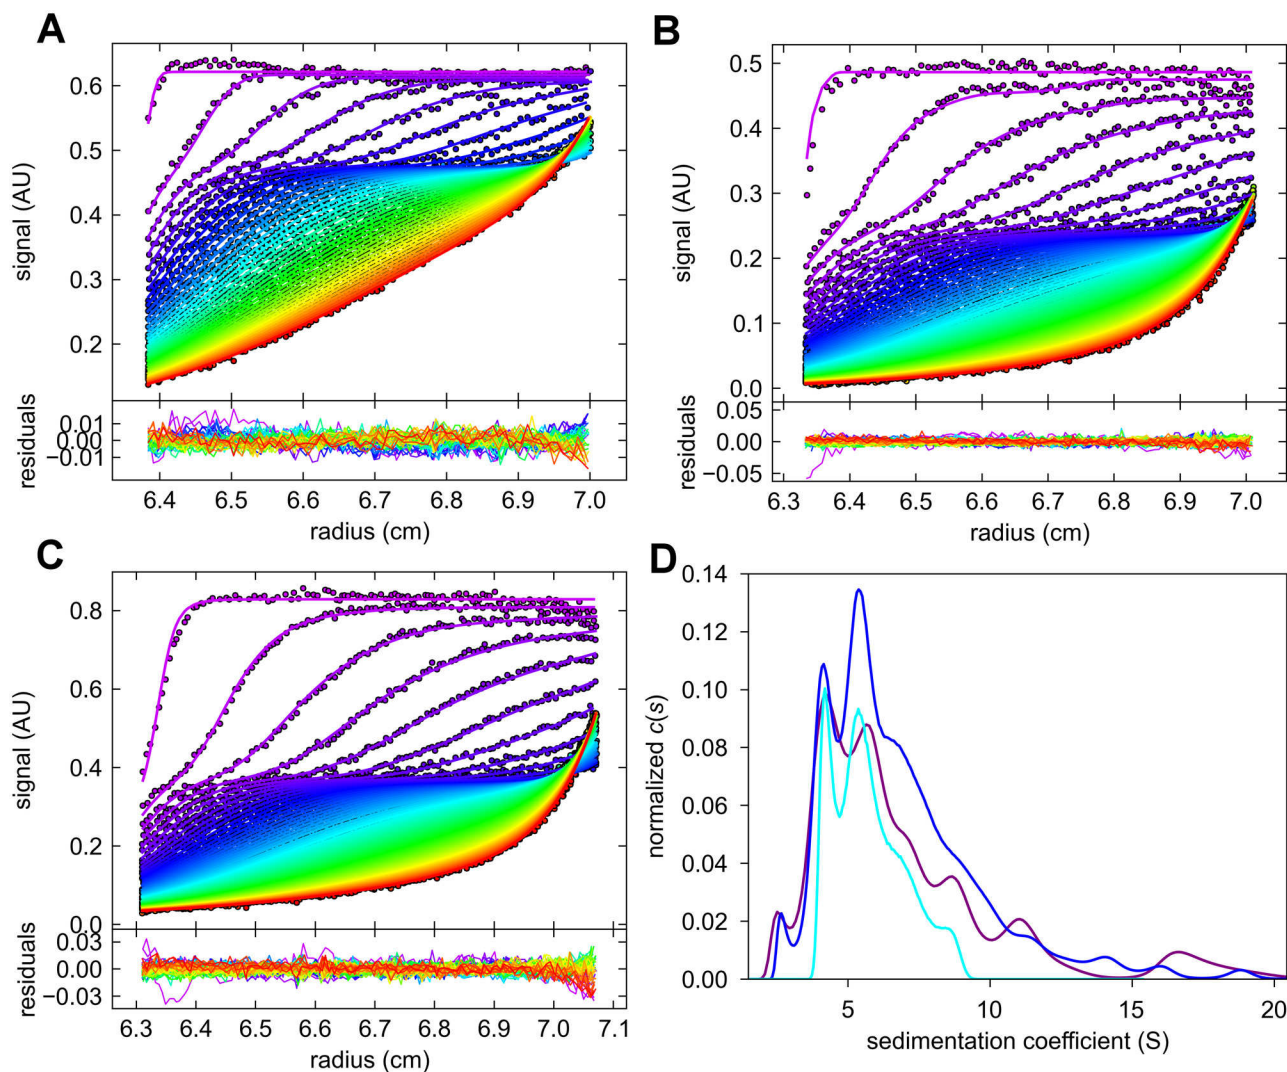 A
signal (AU)
0.6
0.5
0.4
0.3
0.2
residuals
0.01
0.00
−0.01
6.4 6.5 6.6 6.7 6.8 6.9 7.0
radius (cm)
B
signal (AU)
0.5
0.4
0.3
0.2
0.1
0.0
residuals
0.05
0.00
−0.05
6.3 6.4 6.5 6.6 6.7 6.8 6.9 7.0
radius (cm)
C
signal (AU)
0.8
0.6
0.4
0.2
0.0
residuals
0.03
0.00
−0.03
6.3 6.4 6.5 6.6 6.7 6.8 6.9 7.0 7.1
radius (cm)
D
normalized c(s)
0.14
0.12
0.10
0.08
0.06
0.04
0.02
0.00
5 10 15 20
sedimentation coefficient (S)